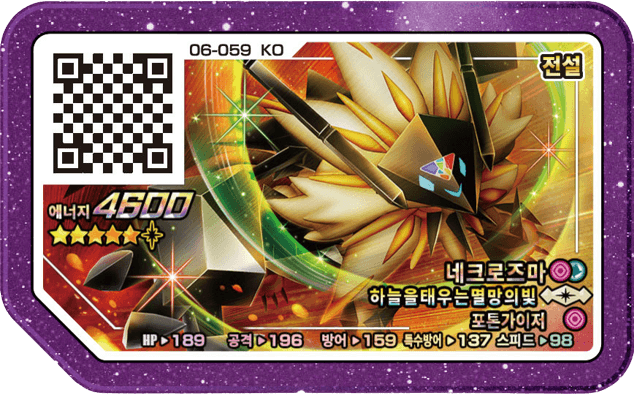 06-059 KO
전설
에너지 4600
네크로즈마
하늘을태우는멸망의빛
포톤가이저
HP▶189 공격▶196 방어▶159 특수방어▶137 스피드▶98